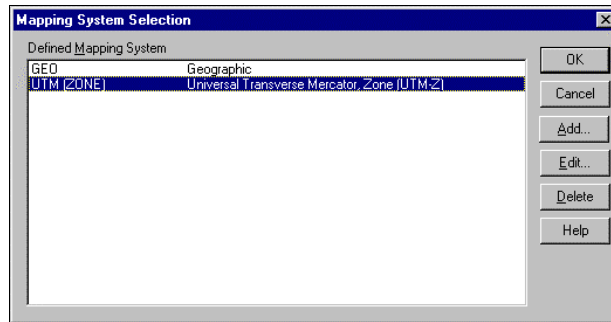 Mapping System Selection
Defined Mapping System
GEO Geographic
UTM (ZONE) Universal Transverse Mercator, Zone (UTM-Z)
OK
Cancel
Add...
Edit...
Delete
Help